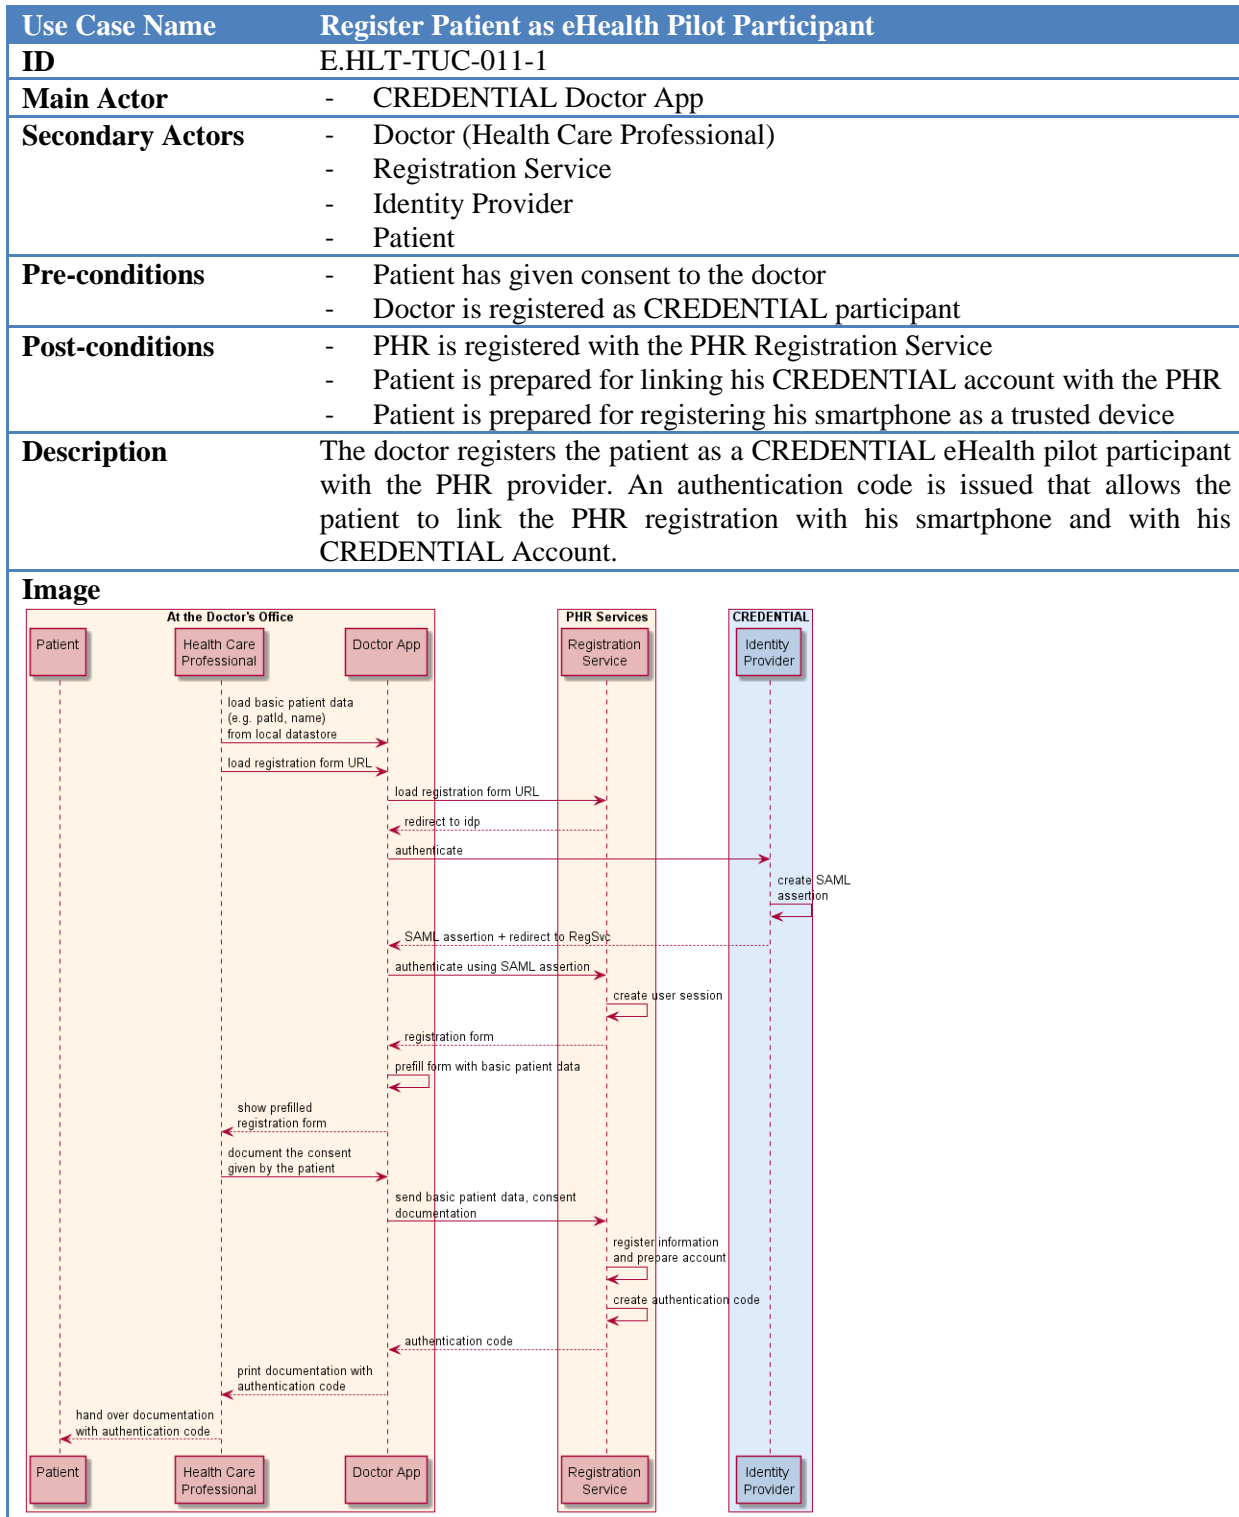 Use Case Name Register Patient as eHealth Pilot Participant
ID E.HLT-TUC-011-1
Main Actor - CREDENTIAL Doctor App
Secondary Actors - Doctor (Health Care Professional)
- Registration Service
- Identity Provider
- Patient
Pre-conditions - Patient has given consent to the doctor
- Doctor is registered as CREDENTIAL participant
Post-conditions - PHR is registered with the PHR Registration Service
- Patient is prepared for linking his CREDENTIAL account with the PHR
- Patient is prepared for registering his smartphone as a trusted device
Description The doctor registers the patient as a CREDENTIAL eHealth pilot participant
with the PHR provider. An authentication code is issued that allows the
patient to link the PHR registration with his smartphone and with his
CREDENTIAL Account.
Image
At the Doctor's Office PHR Services CREDENTIAL
Patient Health Care Doctor App Registration Identity
Professional Service Provider
load basic patient data
(e.g. patId, name)
from local datastore
load registration form URL
load registration form URL
redirect to idp
authenticate
create SAML
assertion
SAML assertion + redirect to RegSvc
authenticate using SAML assertion
create user session
registration form
prefill form with basic patient data
show prefilled
registration form
document the consent
given by the patient
send basic patient data, consent
documentation
register information
and prepare account
create authentication code
authentication code
print documentation with
authentication code
hand over documentation
with authentication code
Patient Health Care Doctor App Registration Identity
Professional Service Provider